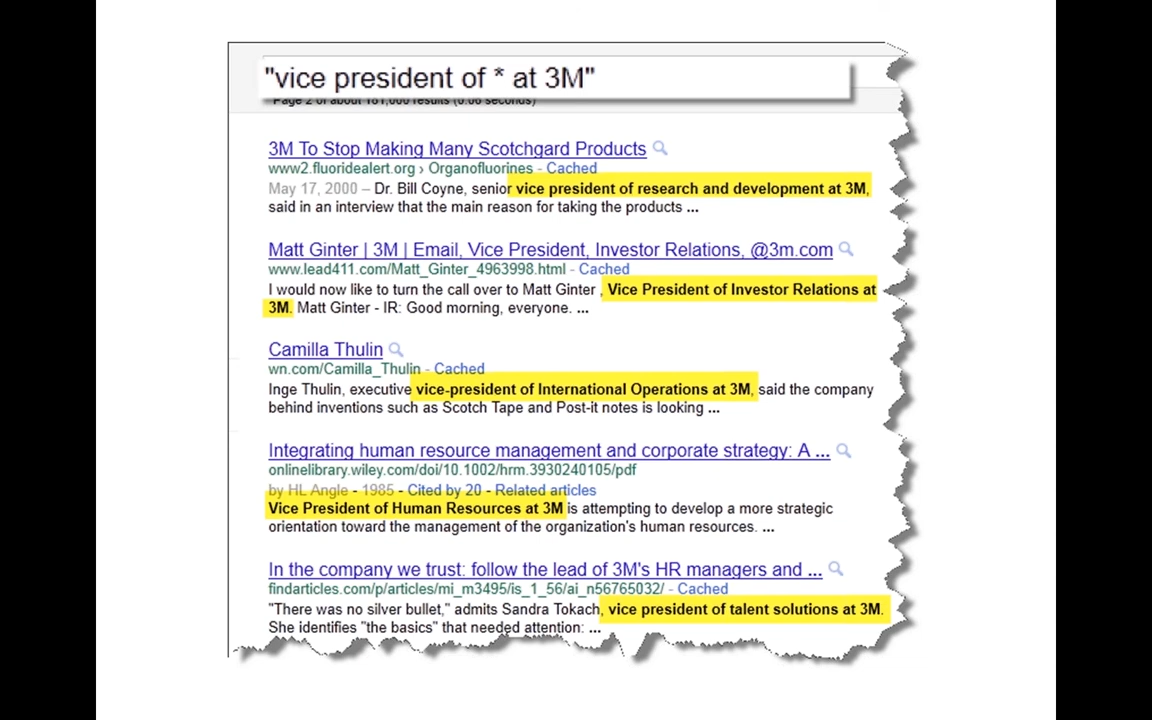 "vice president of * at 3M"
Page 2 of about 181,000 results (0.06 seconds)
3M To Stop Making Many Scotchgard Products
www2.fluoridealert.org › Organofluorines - Cached
May 17, 2000 – Dr. Bill Coyne, senior vice president of research and development at 3M,
said in an interview that the main reason for taking the products ...
Matt Ginter | 3M | Email, Vice President, Investor Relations, @3m.com
www.lead411.com/Matt_Ginter_4963998.html - Cached
I would now like to turn the call over to Matt Ginter , Vice President of Investor Relations at
3M. Matt Ginter - IR: Good morning, everyone. ...
Camilla Thulin
wn.com/Camilla_Thulin - Cached
Inge Thulin, executive vice-president of International Operations at 3M, said the company
behind inventions such as Scotch Tape and Post-it notes is looking ...
Integrating human resource management and corporate strategy: A ...
onlinelibrary.wiley.com/doi/10.1002/hrm.3930240105/pdf
by HL Angle - 1985 - Cited by 20 - Related articles
Vice President of Human Resources at 3M is attempting to develop a more strategic
orientation toward the management of the organization's human resources. ...
In the company we trust: follow the lead of 3M's HR managers and ...
findarticles.com/p/articles/mi_m3495/is_1_56/ai_n56765032/ - Cached
"There was no silver bullet," admits Sandra Tokach, vice president of talent solutions at 3M.
She identifies "the basics" that needed attention: ...